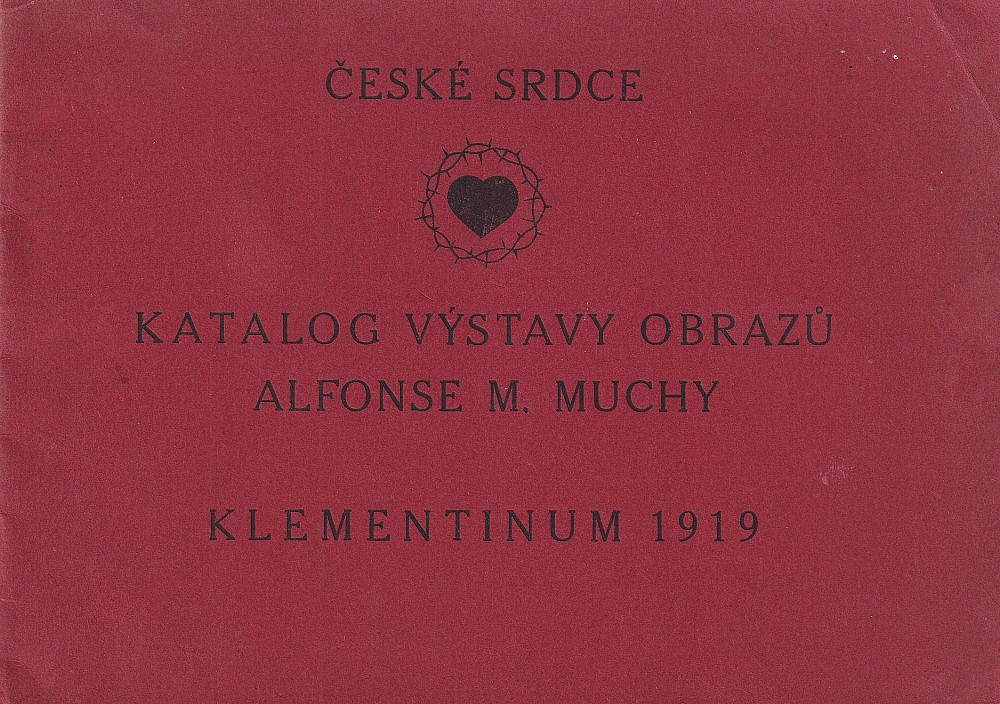 ČESKÉ SRDCE
KATALOG VÝSTAVY OBRAZŮ
ALFONSE M. MUCHY
KLEMENTINUM 1919